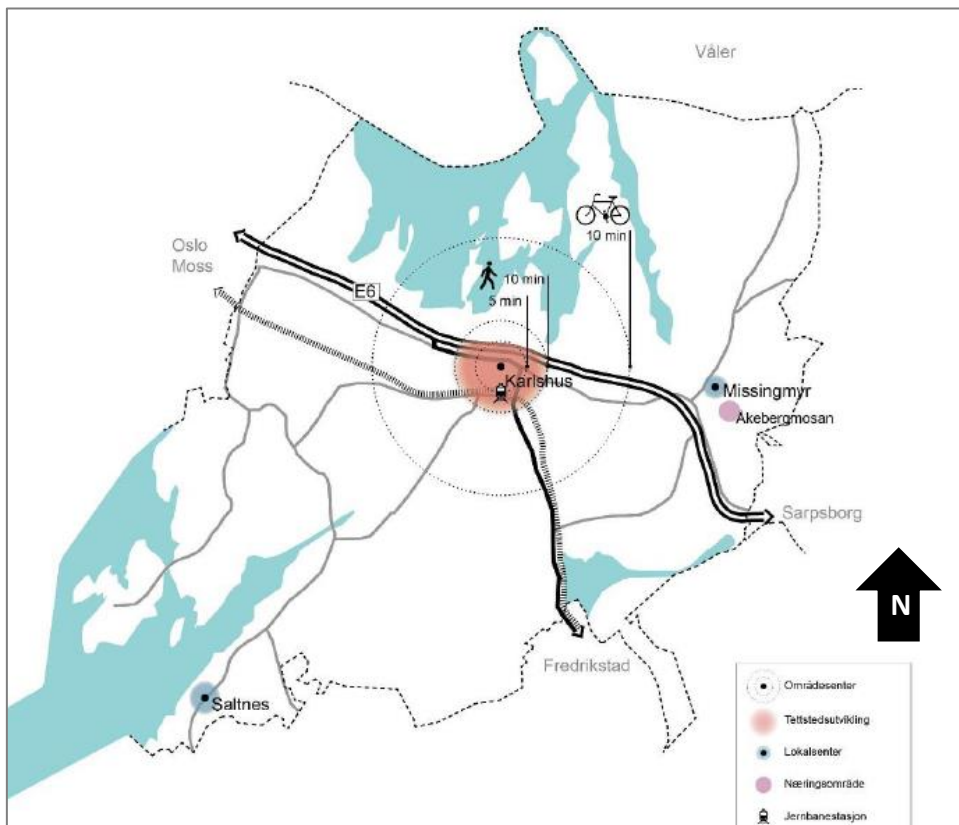 Våler
10 min
Oslo
Moss
E6
10 min
5 min
Karlshus
Missingmyr
Åkebergmosan
Sarpsborg
N
Fredrikstad
Saltnes
Områdesenter
Tettstedsutvikling
Lokalsenter
Næringsområde
Jernbanestasjon